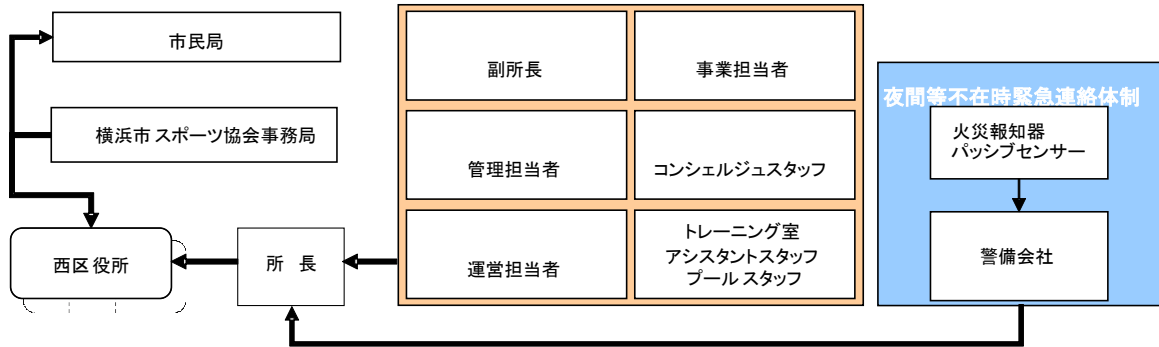 市民局
横浜市スポーツ協会事務局
西区役所
所 長
副所長
事業担当者
管理担当者
コンシェルジュスタッフ
運営担当者
トレーニング室
アシスタントスタッフ
プールスタッフ
夜間等不在時緊急連絡体制
火災報知器
パッシブセンサー
警備会社